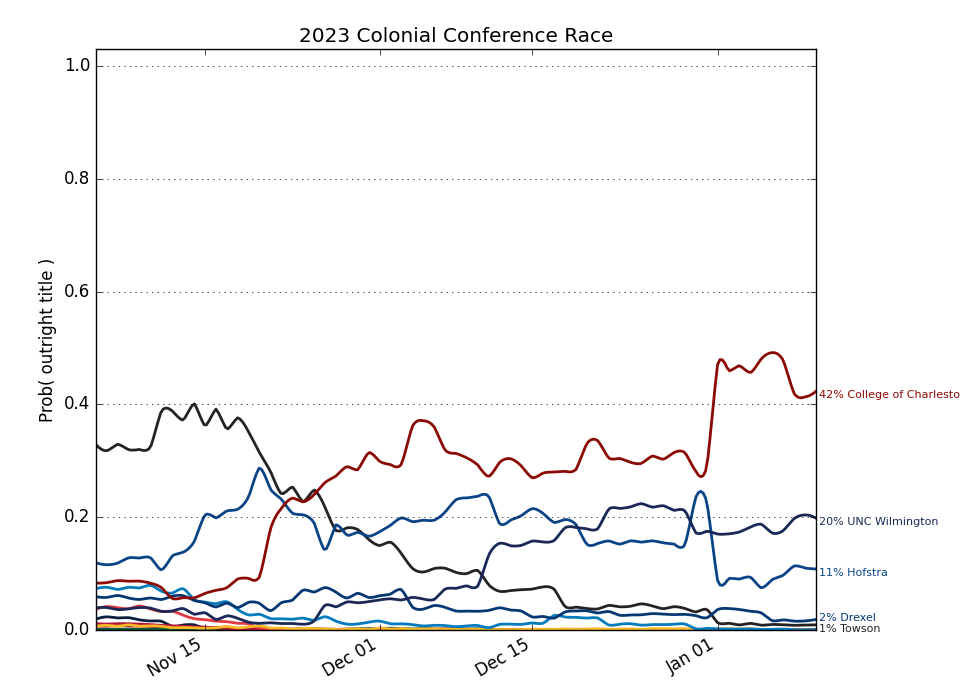 2023 Colonial Conference Race
1.0
0.8
0.6
0.4
0.2
0.0
Prob( outright title )
Nov 15
Dec 01
Dec 15
Jan 01
42% College of Charlesto
20% UNC Wilmington
11% Hofstra
2% Drexel
1% Towson